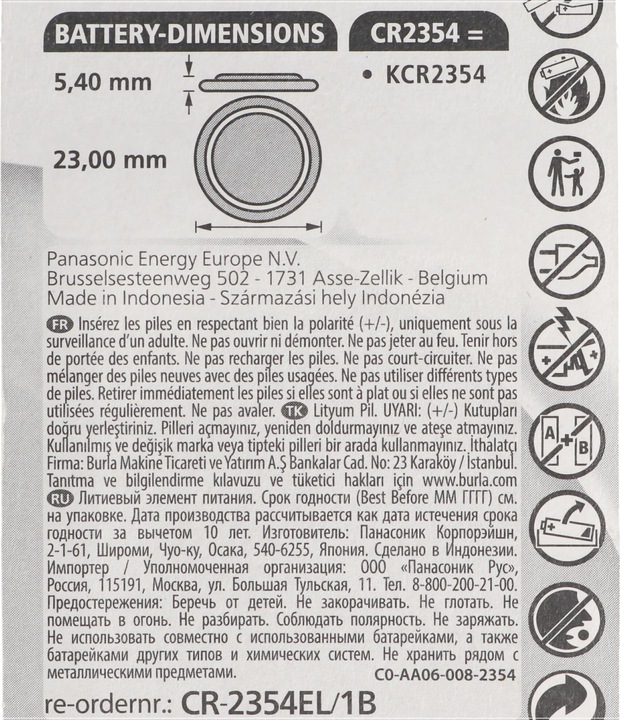 BATTERY-DIMENSIONS
CR2354 =
5,40 mm
• KCR2354
23,00 mm
Panasonic Energy Europe N.V.
Brusselsesteenweg 502 - 1731 Asse-Zellik - Belgium
Made in Indonesia - Származási hely Indonézia
FR Insérez les piles en respectant bien la polarité (+/-), uniquement sous la
surveillance d'un adulte. Ne pas ouvrir ni démonter. Ne pas jeter au feu. Tenir hors
de portée des enfants. Ne pas recharger les piles. Ne pas court-circuiter. Ne pas
mélanger des piles neuves avec des piles usagées. Ne pas utiliser différents types
de piles. Retirer immédiatement les piles si elles sont à plat ou si elles ne sont pas
utilisées régulièrement. Ne pas avaler. TK Lityum Pil. UYARI: (+/-) Kutupları
doğru yerleştiriniz. Pilleri açmayınız, yeniden doldurmayınız ve ateşe atmayınız.
Kullanılmış ve değişik marka veya tipteki pilleri bir arada kullanmayınız. İthalatçı
Firma: Burla Makine Ticareti ve Yatırım A.Ş Bankalar Cad. No: 23 Karaköy / İstanbul.
Tanıtma ve bilgilendirme kılavuzu ve tüketici hakları için www.burla.com
RU Литиевый элемент питания. Срок годности (Best Before MM ГГГГ) см.
на упаковке. Дата производства рассчитывается как дата истечения срока
годности за вычетом 10 лет. Изготовитель: Панасоник Корпорэйшн,
2-1-61, Широми, Чуо-ку, Осака, 540-6255, Япония. Сделано в Индонезии.
Импортер / Уполномоченная организация: ООО «Панасоник Рус»,
Россия, 115191, Москва, ул. Большая Тульская, 11. Тел. 8-800-200-21-00.
Предостережения: Беречь от детей. Не закорачивать. Не глотать. Не
помещать в огонь. Не разбирать. Соблюдать полярность. Не заряжать.
Не использовать совместно с использованными батарейками, а также
батарейками других типов и химических систем. Не хранить рядом с
металлическими предметами.
C0-AA06-008-2354
re-ordernr.: CR-2354EL/1B
A + B